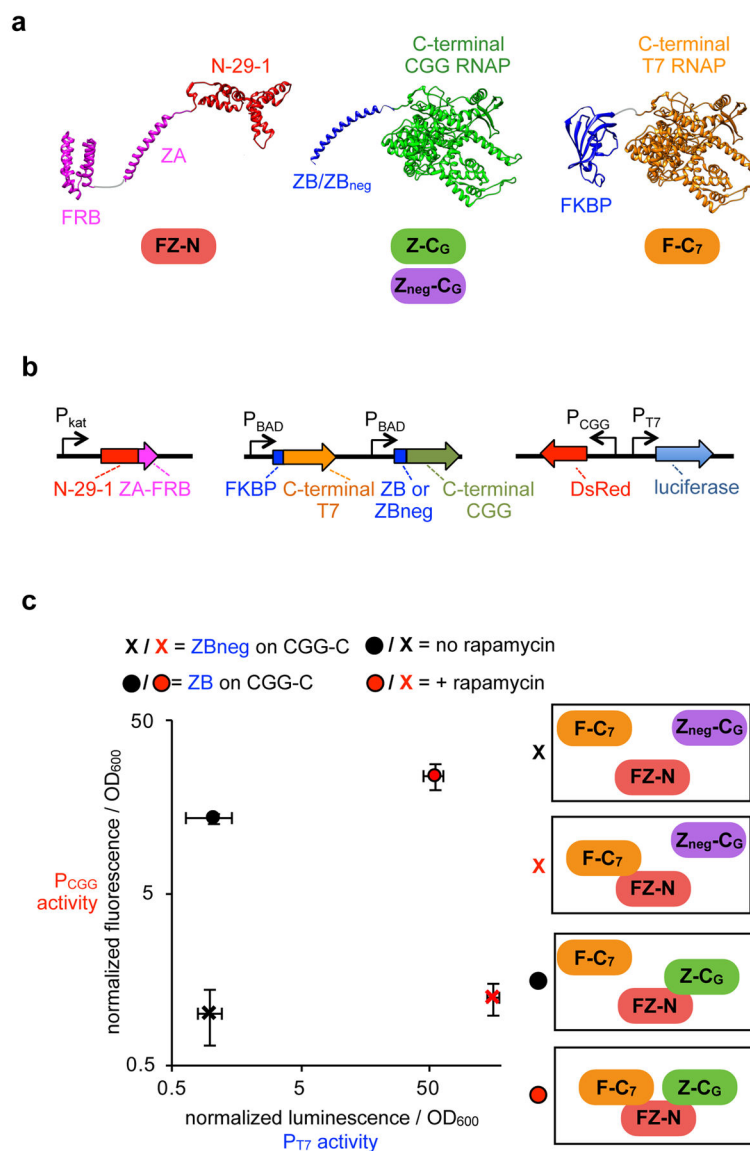 a
N-29-1
ZA
FRB
FZ-N
C-terminal
CGG RNAP
ZB/ZBneg
Z-CG
Zneg-CG
C-terminal
T7 RNAP
FKBP
F-C7
b
Pkat
N-29-1 ZA-FRB
PBAD
PBAD
FKBP
C-terminal
T7
ZB or
ZBneg
C-terminal
CGG
PCGG
PT7
DsRed
luciferase
c
X / X = ZBneg on CGG-C
/ X = no rapamycin
/ = ZB on CGG-C
/ X = + rapamycin
PCGG
activity
normalized fluorescence / OD600
50
5
0.5
0.5
5
50
normalized luminescence / OD600
PT7 activity
X
F-C7
Zneg-CG
FZ-N
X
F-C7
Zneg-CG
FZ-N
F-C7
Z-CG
FZ-N
F-C7
Z-CG
FZ-N